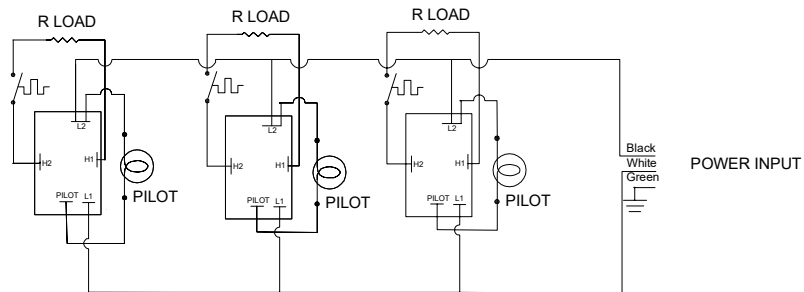 R LOAD
R LOAD
R LOAD
L2
H2
H1
PILOT
L1
PILOT
L2
H2
H1
PILOT
L1
PILOT
L2
H2
H1
PILOT
L1
PILOT
Black
White
Green
POWER INPUT